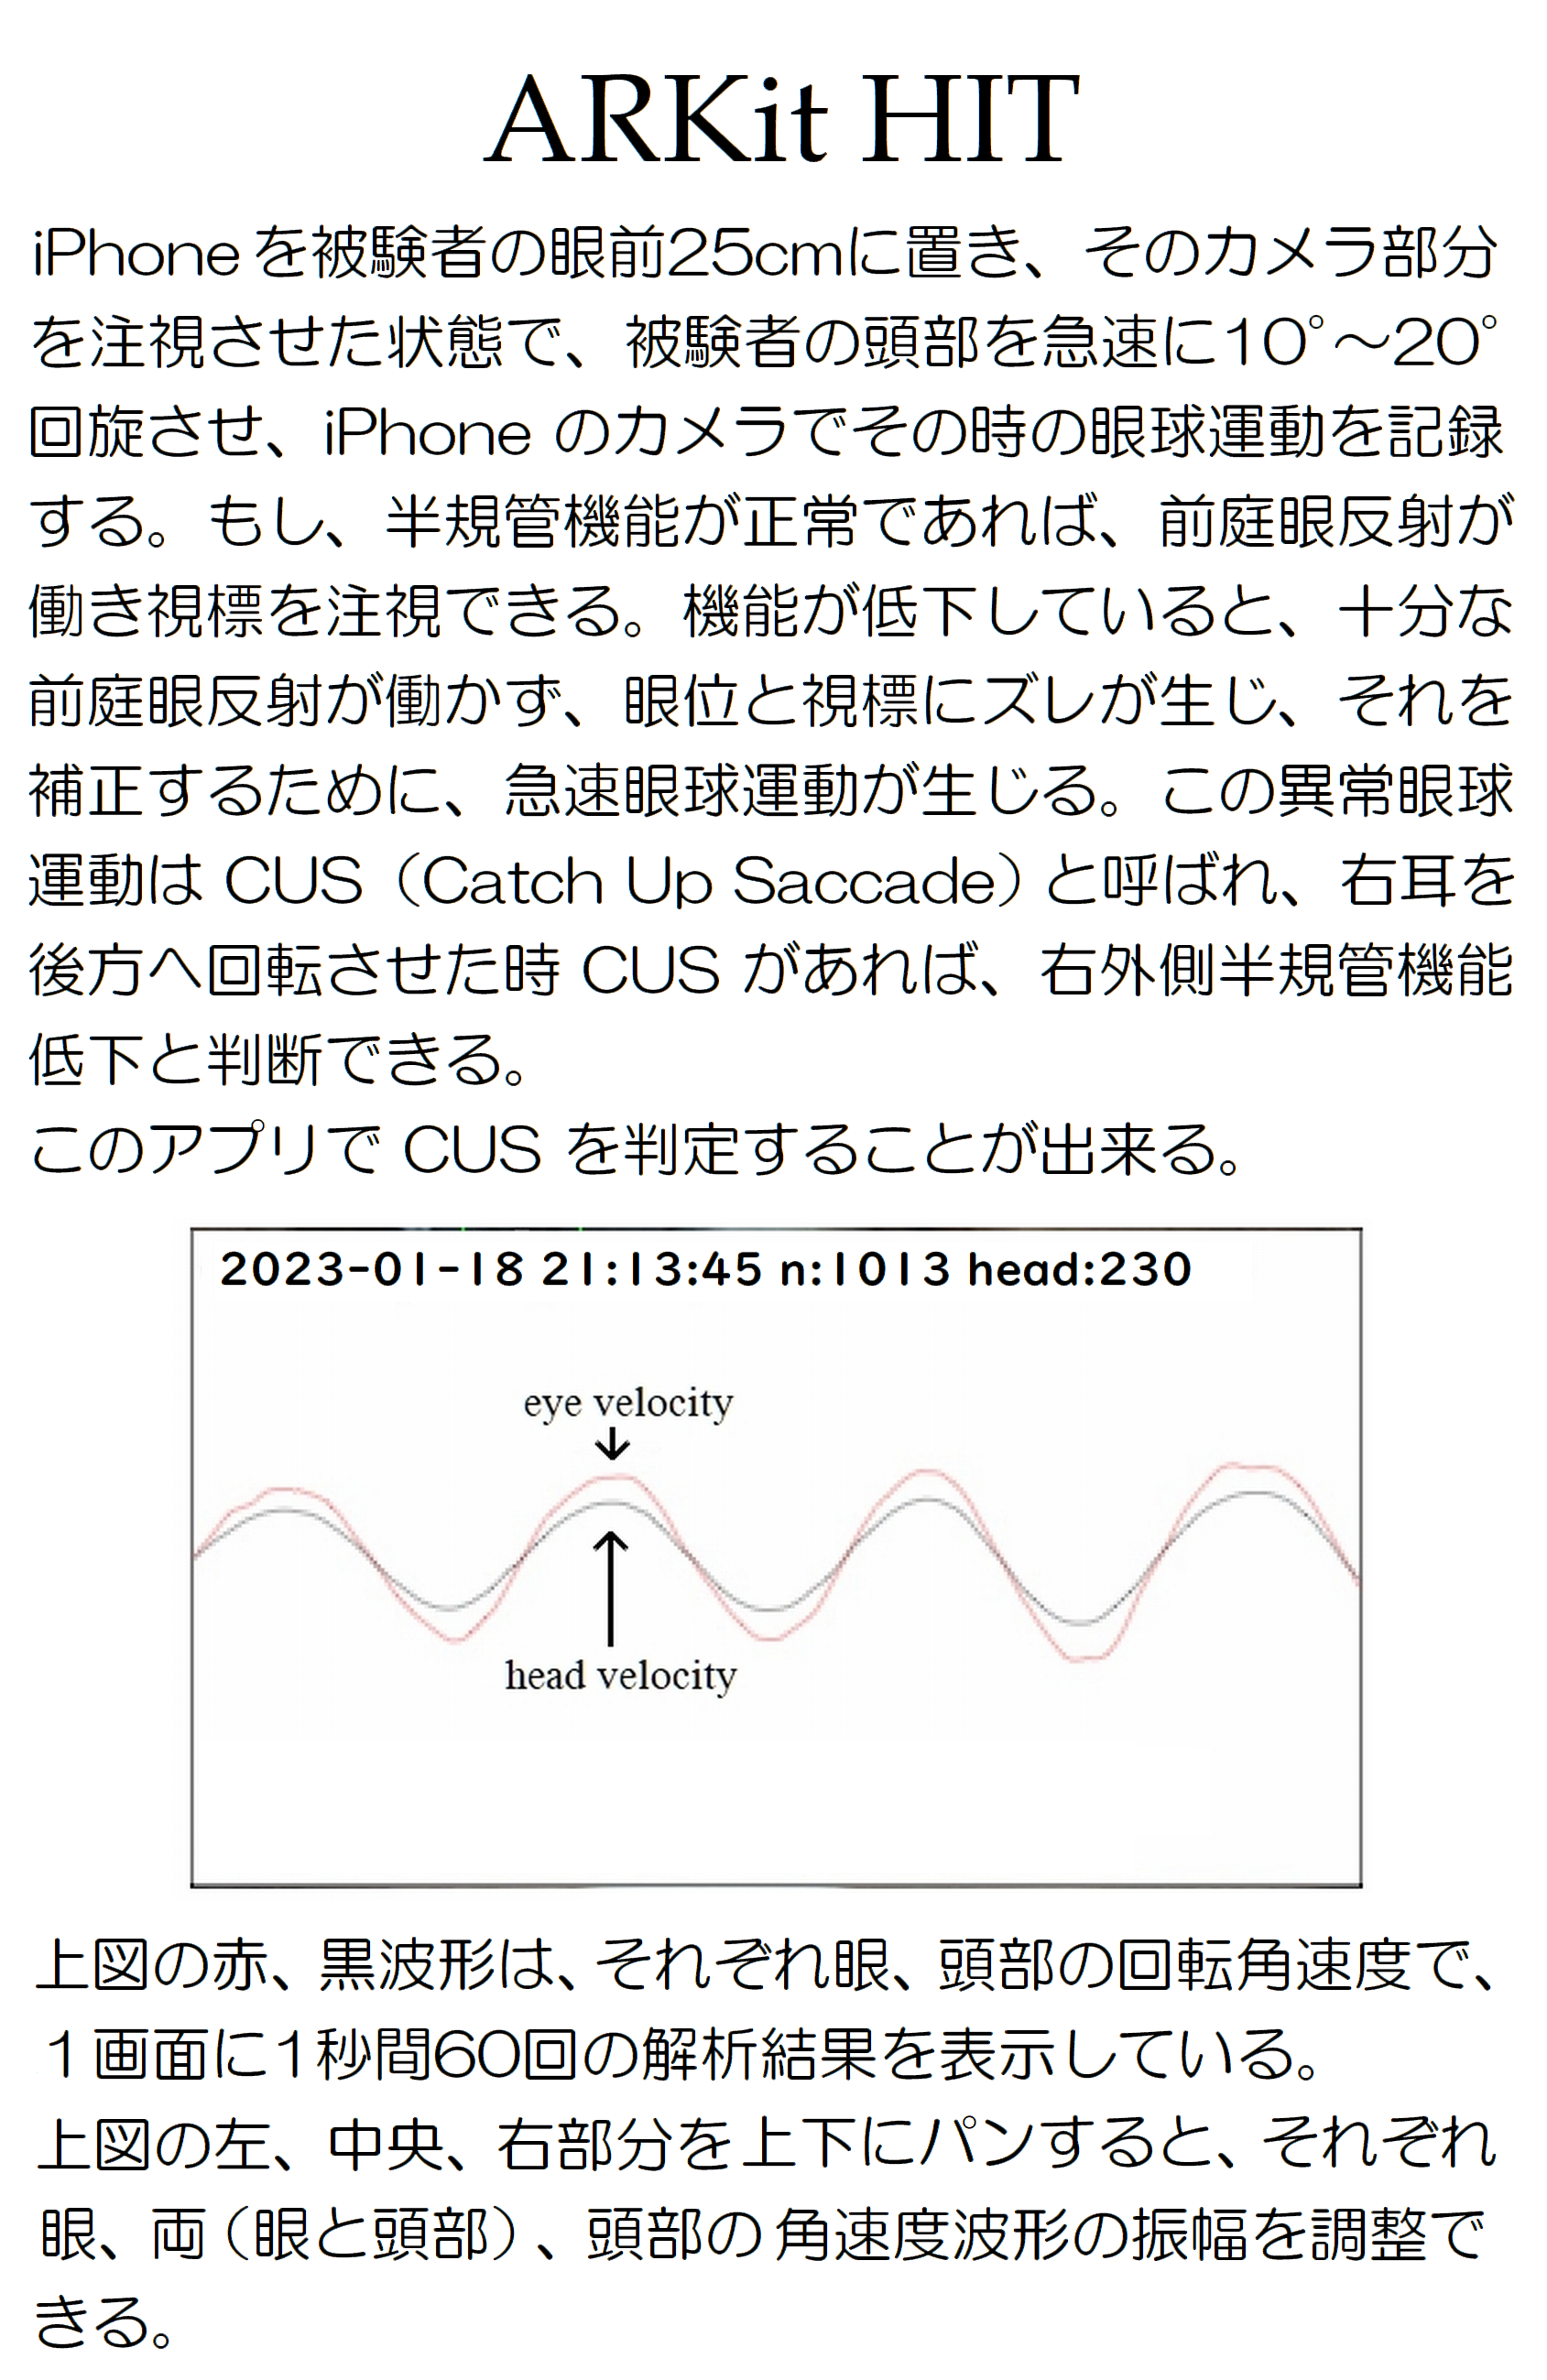 ARKit HIT
iPhoneを被験者の眼前25cmに置き、そのカメラ部分
を注視させた状態で、被験者の頭部を急速に10°～20°
回旋させ、iPhone のカメラでその時の眼球運動を記録
する。もし、半規管機能が正常であれば、前庭眼反射が
働き視標を注視できる。機能が低下していると、十分な
前庭眼反射が働かず、眼位と視標にズレが生じ、それを
補正するために、急速眼球運動が生じる。この異常眼球
運動は CUS（Catch Up Saccade）と呼ばれ、右耳を
後方へ回転させた時 CUS があれば、右外側半規管機能
低下と判断できる。
このアプリで CUS を判定することが出来る。
2023-01-18 21:13:45 n:1013 head:230
eye velocity
head velocity
上図の赤、黒波形は、それぞれ眼、頭部の回転角速度で、
１画面に1秒間60回の解析結果を表示している。
上図の左、中央、右部分を上下にパンすると、それぞれ
眼、両（眼と頭部）、頭部の角速度波形の振幅を調整で
きる。